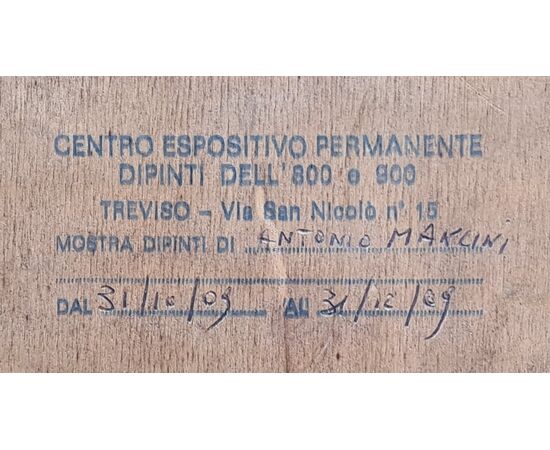 CENTRO ESPOSITIVO PERMANENTE
DIPINTI DELL'800 e 900
TREVISO - Via San Nicolò n° 15
MOSTRA DIPINTI DI ANTONIO MANCINI
DAL 31/10/09 AL 31/12/09